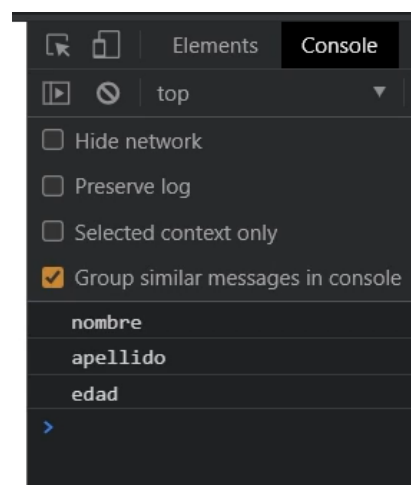 Elements Console
top
Hide network
Preserve log
Selected context only
Group similar messages in console
nombre
apellido
edad